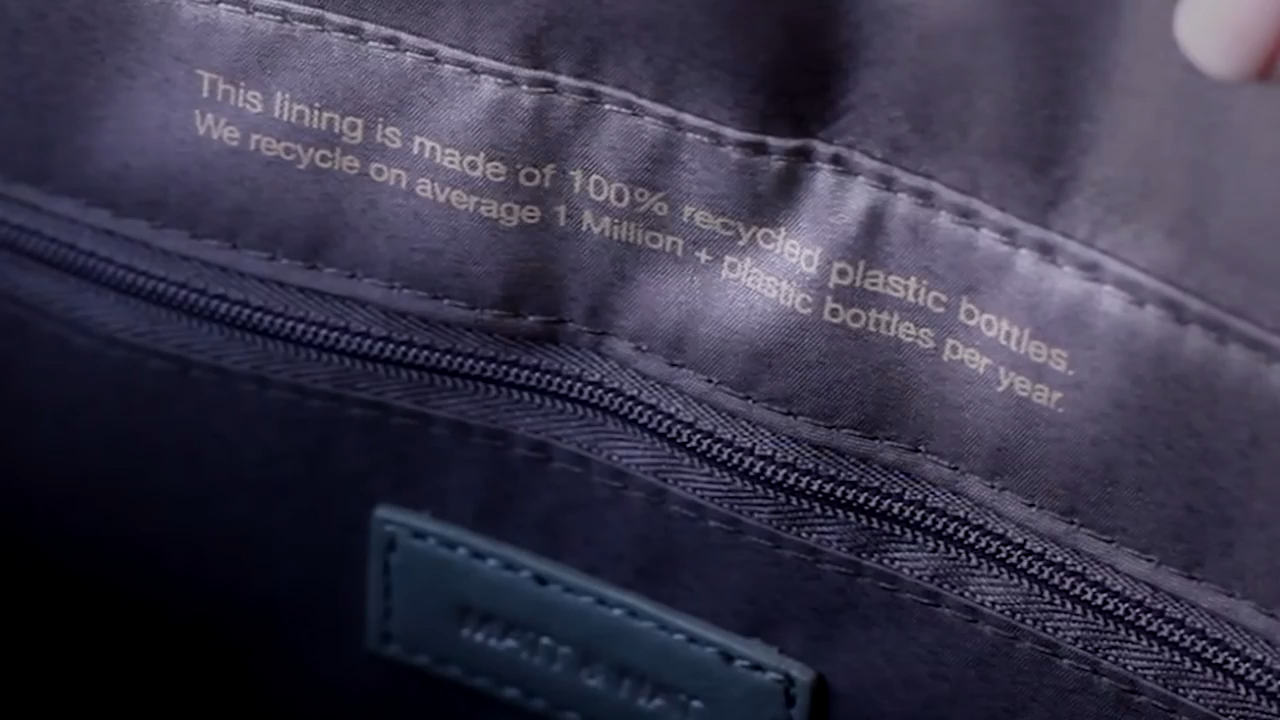 This lining is made of 100% recycled plastic bottles.
We recycle on average 1 Million + plastic bottles per year.